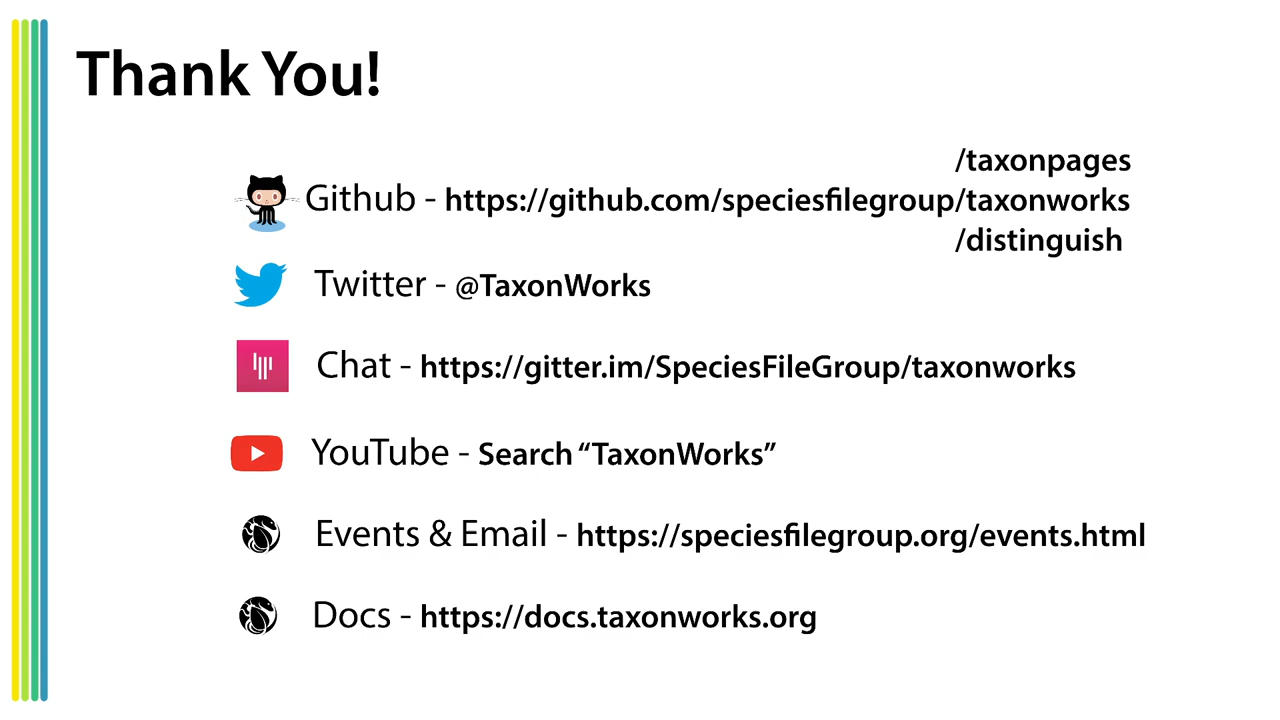 Thank You!
/taxonpages
Github - https://github.com/speciesfilegroup/taxonworks
/distinguish
Twitter - @TaxonWorks
Chat - https://gitter.im/SpeciesFileGroup/taxonworks
YouTube - Search “TaxonWorks”
Events & Email - https://speciesfilegroup.org/events.html
Docs - https://docs.taxonworks.org